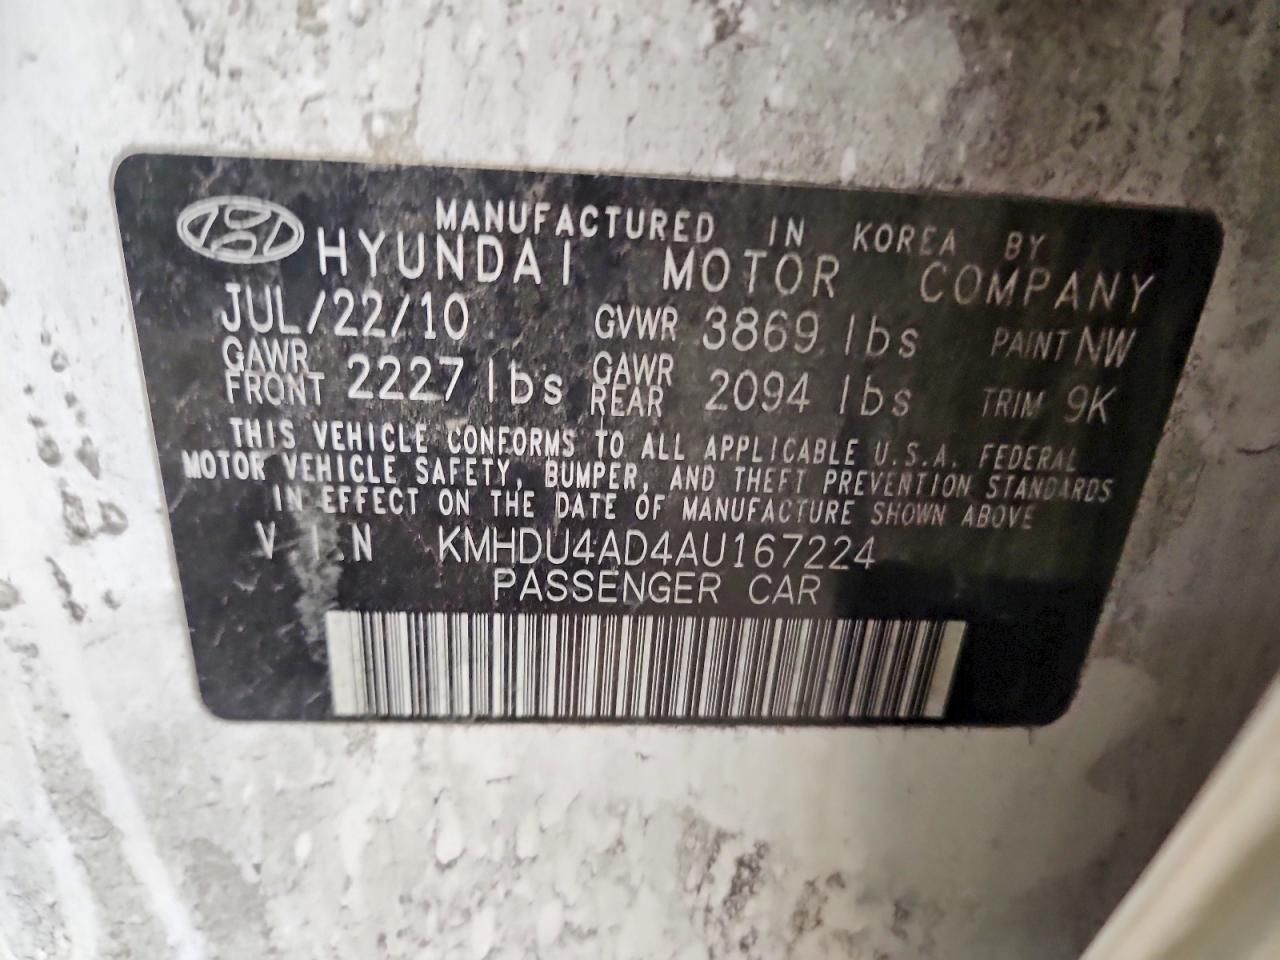 MANUFACTURED IN KOREA BY
HYUNDAI MOTOR COMPANY
JUL/22/10 GVWR 3869 lbs PAINT NW
GAWR FRONT 2227 lbs GAWR REAR 2094 lbs TRIM 9K
THIS VEHICLE CONFORMS TO ALL APPLICABLE U.S.A. FEDERAL
MOTOR VEHICLE SAFETY, BUMPER, AND THEFT PREVENTION STANDARDS
IN EFFECT ON THE DATE OF MANUFACTURE SHOWN ABOVE
V.I.N KMHDU4AD4AU167224
PASSENGER CAR